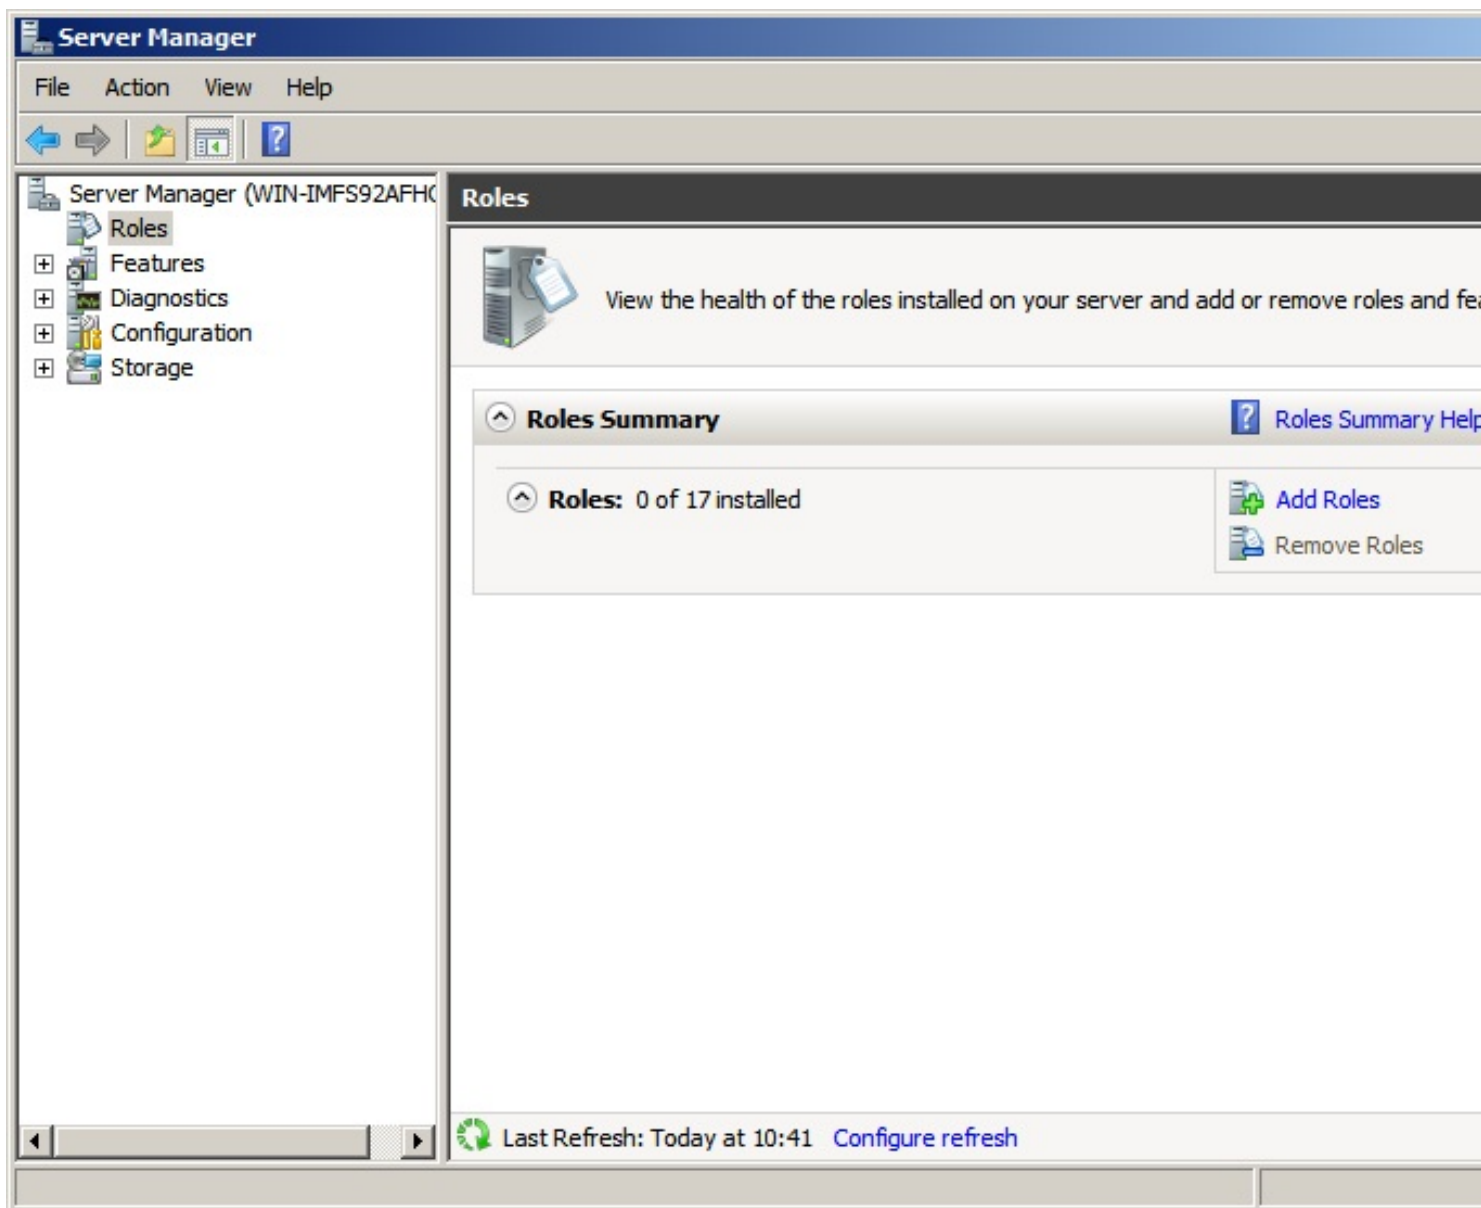 Server Manager
File Action View Help
Server Manager (WIN-IMFS92AFH
Roles
Features
Diagnostics
Configuration
Storage
Roles
View the health of the roles installed on your server and add or remove roles and fea
Roles Summary
Roles Summary Help
Roles: 0 of 17 installed
Add Roles
Remove Roles
Last Refresh: Today at 10:41 Configure refresh